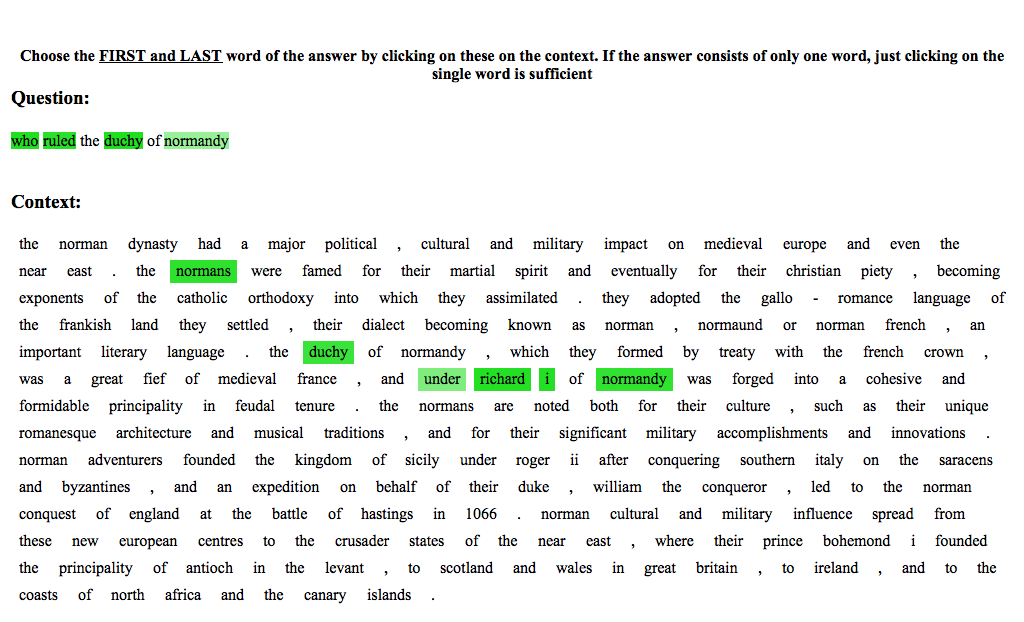 Choose the FIRST and LAST word of the answer by clicking on these on the context. If the answer consists of only one word, just clicking on the
single word is sufficient
Question:
who ruled the duchy of normandy
Context:
the norman dynasty had a major political , cultural and military impact on medieval europe and even the
near east . the normans were famed for their martial spirit and eventually for their christian piety , becoming
exponents of the catholic orthodoxy into which they assimilated . they adopted the gallo - romance language of
the frankish land they settled , their dialect becoming known as norman , normaund or norman french , an
important literary language . the duchy of normandy , which they formed by treaty with the french crown ,
was a great fief of medieval france , and under richard i of normandy was forged into a cohesive and
formidable principality in feudal tenure . the normans are noted both for their culture , such as their unique
romanesque architecture and musical traditions , and for their significant military accomplishments and innovations .
norman adventurers founded the kingdom of sicily under roger ii after conquering southern italy on the saracens
and byzantines , and an expedition on behalf of their duke , william the conqueror , led to the norman
conquest of england at the battle of hastings in 1066 . norman cultural and military influence spread from
these new european centres to the crusader states of the near east , where their prince bohemond i founded
the principality of antioch in the levant , to scotland and wales in great britain , to ireland , and to the
coasts of north africa and the canary islands .